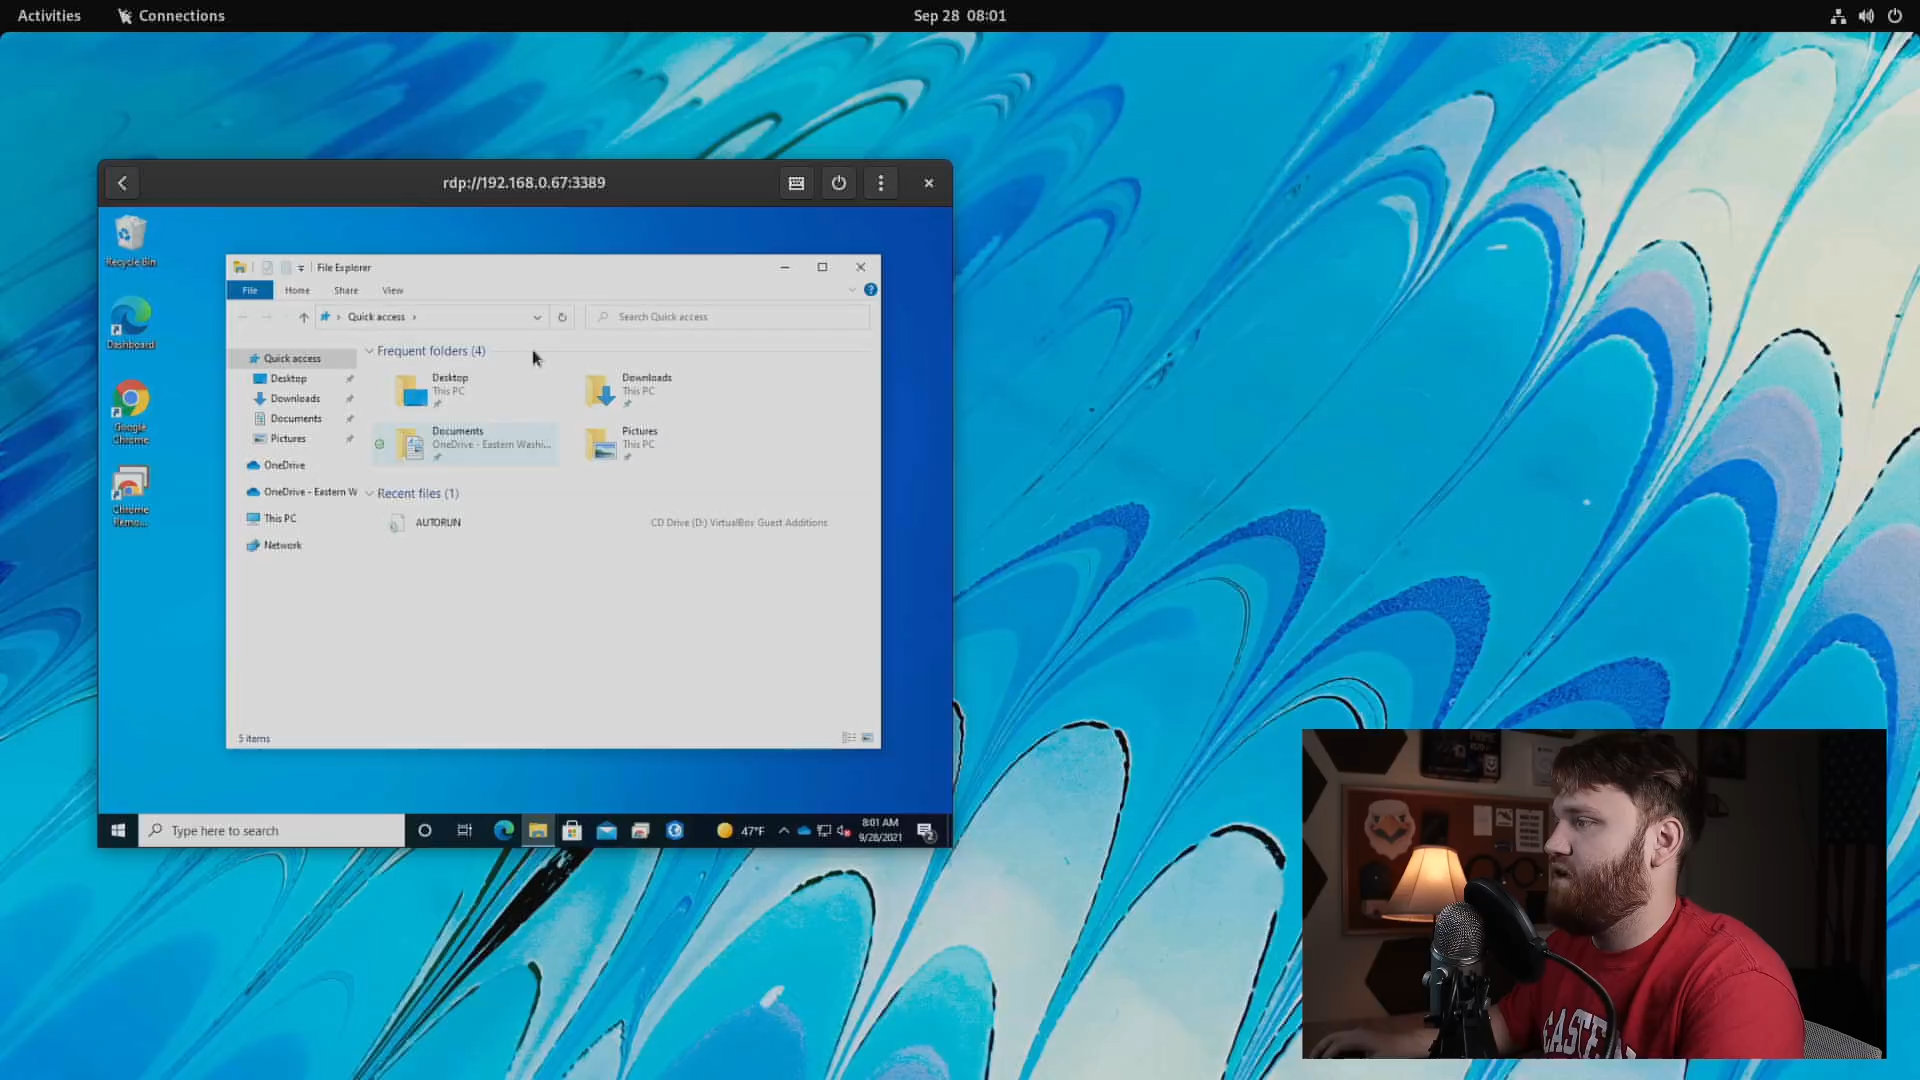 Activities
Connections
Sep 28 08:01
rdp://192.168.0.67:3389
Recycle Bin
Dashboard
Google
Chrome
Chrome
Remo...
File Explorer
File
Home
Share
View
Quick access
Search Quick access
Quick access
Desktop
Downloads
Documents
Pictures
OneDrive
OneDrive - Eastern W
This PC
Network
Frequent folders (4)
Desktop
This PC
Downloads
This PC
Documents
OneDrive - Eastern Washi...
Pictures
This PC
Recent files (1)
AUTORUN
CD Drive (D:) VirtualBox Guest Additions
5 items
Type here to search
47°F
8:01 AM
9/28/2021
2
EASTE